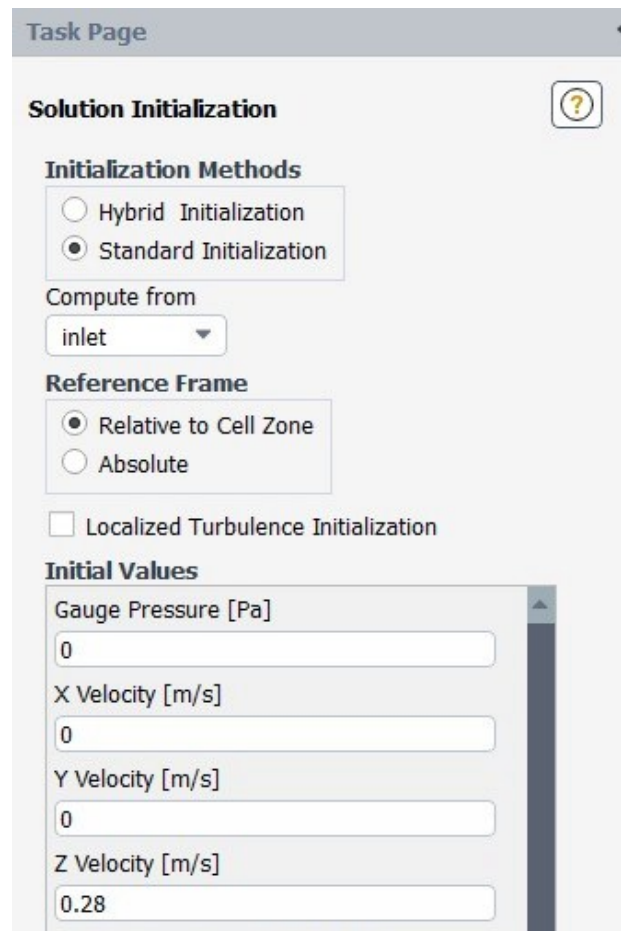 Task Page
Solution Initialization
?
Initialization Methods
Hybrid Initialization
Standard Initialization
Compute from
inlet
Reference Frame
Relative to Cell Zone
Absolute
Localized Turbulence Initialization
Initial Values
Gauge Pressure [Pa]
0
X Velocity [m/s]
0
Y Velocity [m/s]
0
Z Velocity [m/s]
0.28